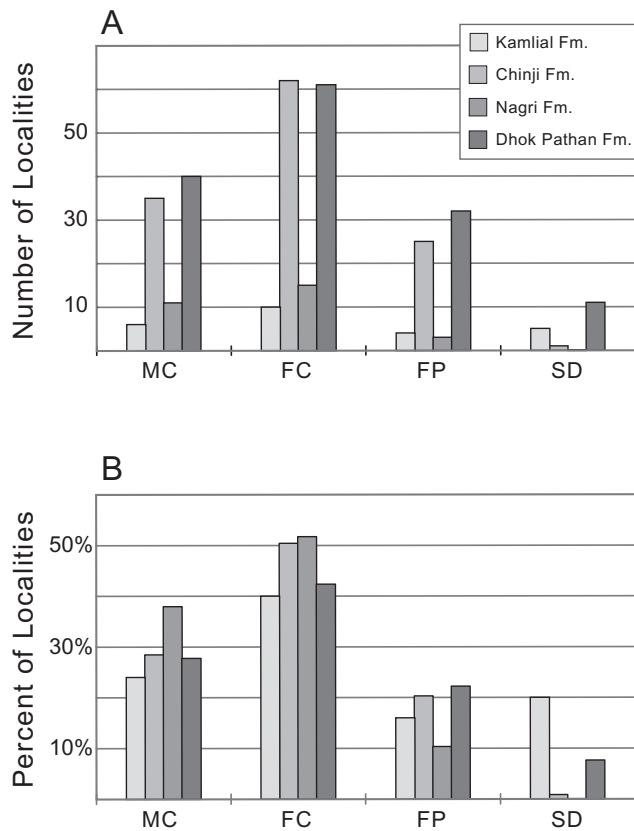 A
Kamlial Fm.
Chinji Fm.
Nagri Fm.
Dhok Pathan Fm.
Number of Localities
50
30
10
MC FC FP SD
B
Percent of Localities
50%
30%
10%
MC FC FP SD